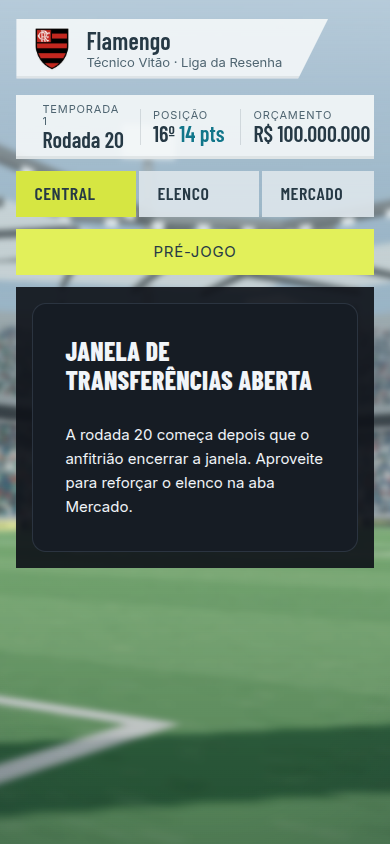 Flamengo
Técnico Vitão · Liga da Resenha
TEMPORADA
1
Rodada 20
POSIÇÃO
16º 14 pts
ORÇAMENTO
R$ 100.000.000
CENTRAL
ELENCO
MERCADO
PRÉ-JOGO
JANELA DE
TRANSFERÊNCIAS ABERTA
A rodada 20 começa depois que o
anfitrião encerrar a janela. Aproveite
para reforçar o elenco na aba
Mercado.